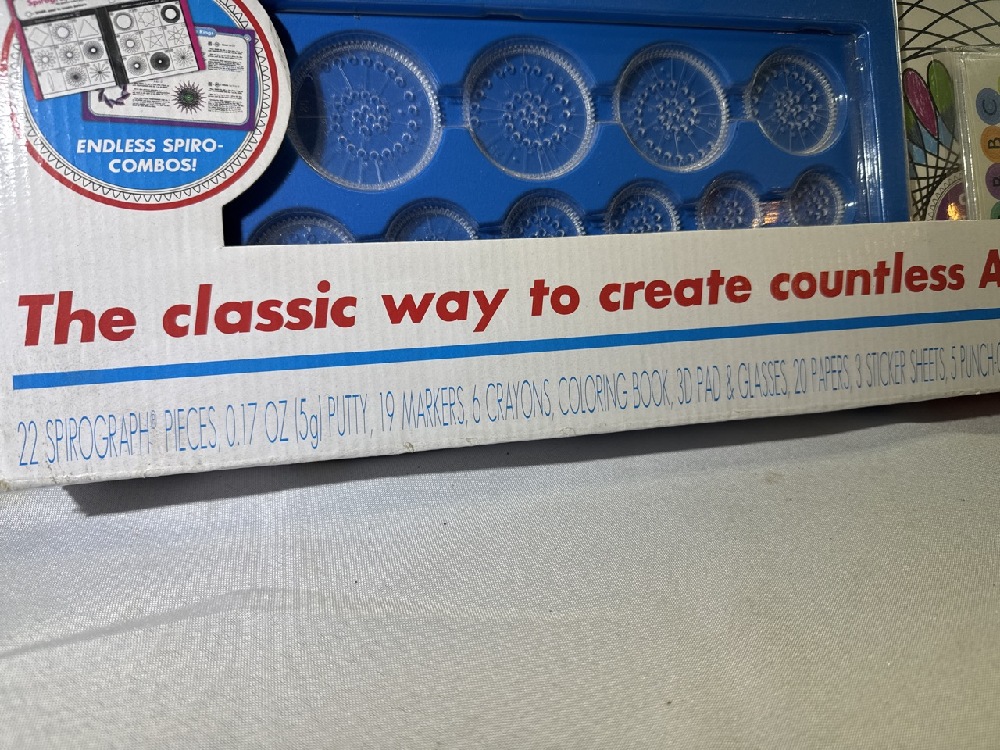 ENDLESS SPIRO-
COMBOS!
C
B
The classic way to create countless A
22 SPIROGRAPH® PIECES, 0.17 OZ (5g) PUTTY, 19 MARKERS, 6 CRAYONS, COLORING BOOK, 3D PAD & GLASSES, 20 PAPERS, 3 STICKER SHEETS, 5 PUNCH-O